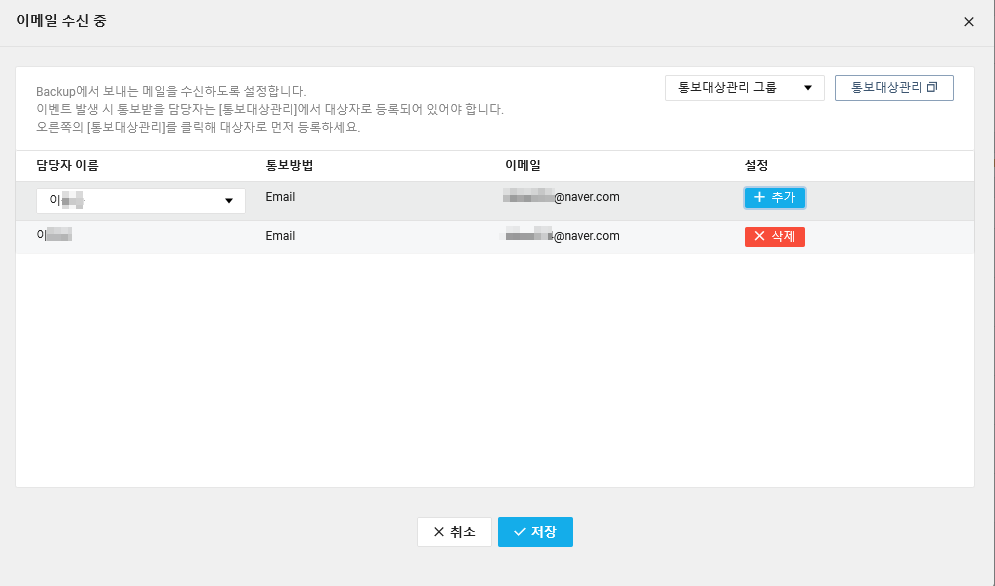 이메일 수신 중
Backup에서 보내는 메일을 수신하도록 설정합니다.
이벤트 발생 시 통보받을 담당자는 [통보대상관리]에서 대상자로 등록되어 있어야 합니다.
오른쪽의 [통보대상관리]를 클릭해 대상자로 먼저 등록하세요.
통보대상관리 그룹
통보대상관리
담당자 이름 통보방법 이메일 설정
이 Email @naver.com 추가
이 Email @naver.com 삭제
취소 저장